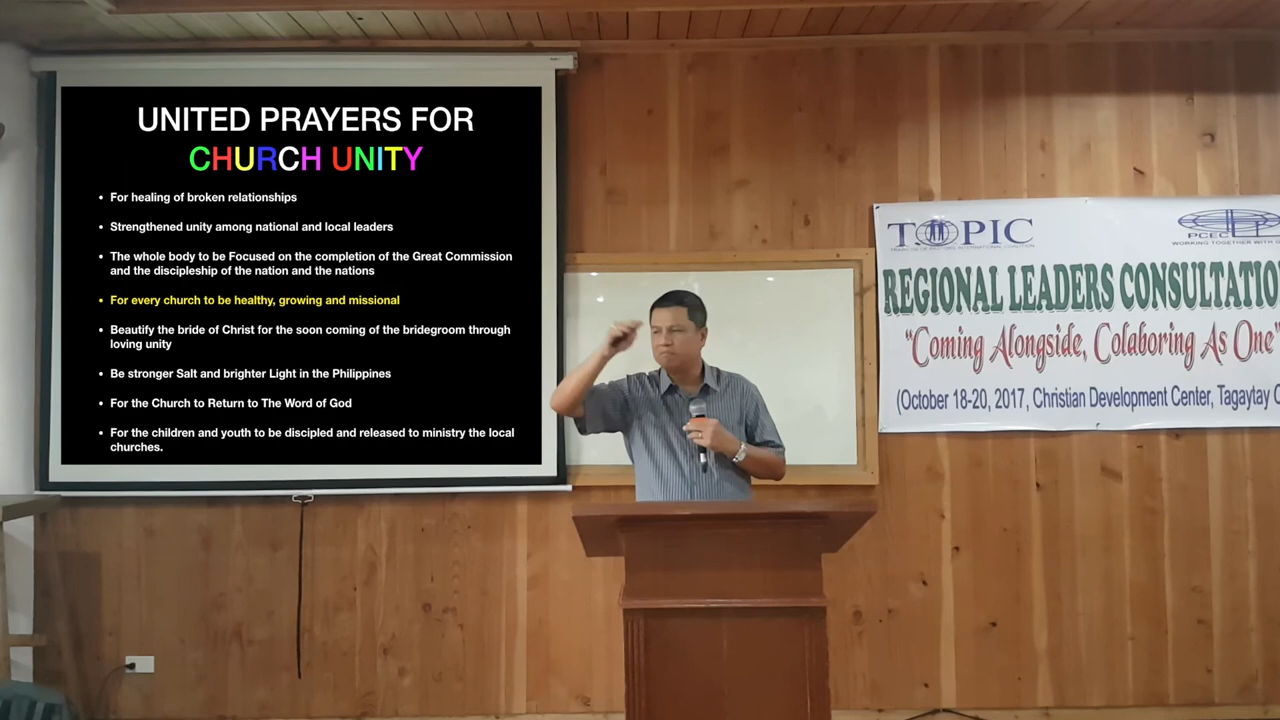 UNITED PRAYERS FOR
CHURCH UNITY
• For healing of broken relationships
• Strengthened unity among national and local leaders
• The whole body to be Focused on the completion of the Great Commission
and the discipleship of the nation and the nations
• For every church to be healthy, growing and missional
• Beautify the bride of Christ for the soon coming of the bridegroom through
loving unity
• Be stronger Salt and brighter Light in the Philippines
• For the Church to Return to The Word of God
• For the children and youth to be discipled and released to ministry the local
churches.
TOPIC
PCEC
WORKING TOGETHER WITH
REGIONAL LEADERS CONSULTATIO
"Coming Alongside, Colaboring As One"
(October 18-20, 2017, Christian Development Center, Tagaytay C